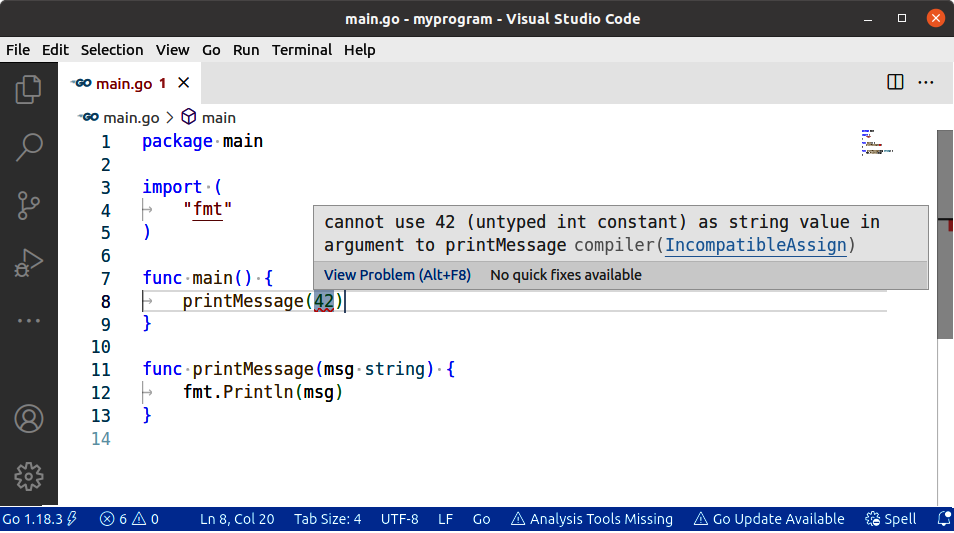 main.go - myprogram - Visual Studio Code
File Edit Selection View Go Run Terminal Help
GO main.go 1
GO main.go > main
1 package main
2
3 import (
4 "fmt"
5 )
6
7 func main() {
8 printMessage(42)
9 }
10
11 func printMessage(msg string) {
12 fmt.Println(msg)
13 }
14
cannot use 42 (untyped int constant) as string value in
argument to printMessage compiler(IncompatibleAssign)
View Problem (Alt+F8) No quick fixes available
Go 1.18.3 6 0 Ln 8, Col 20 Tab Size: 4 UTF-8 LF Go Analysis Tools Missing Go Update Available Spell